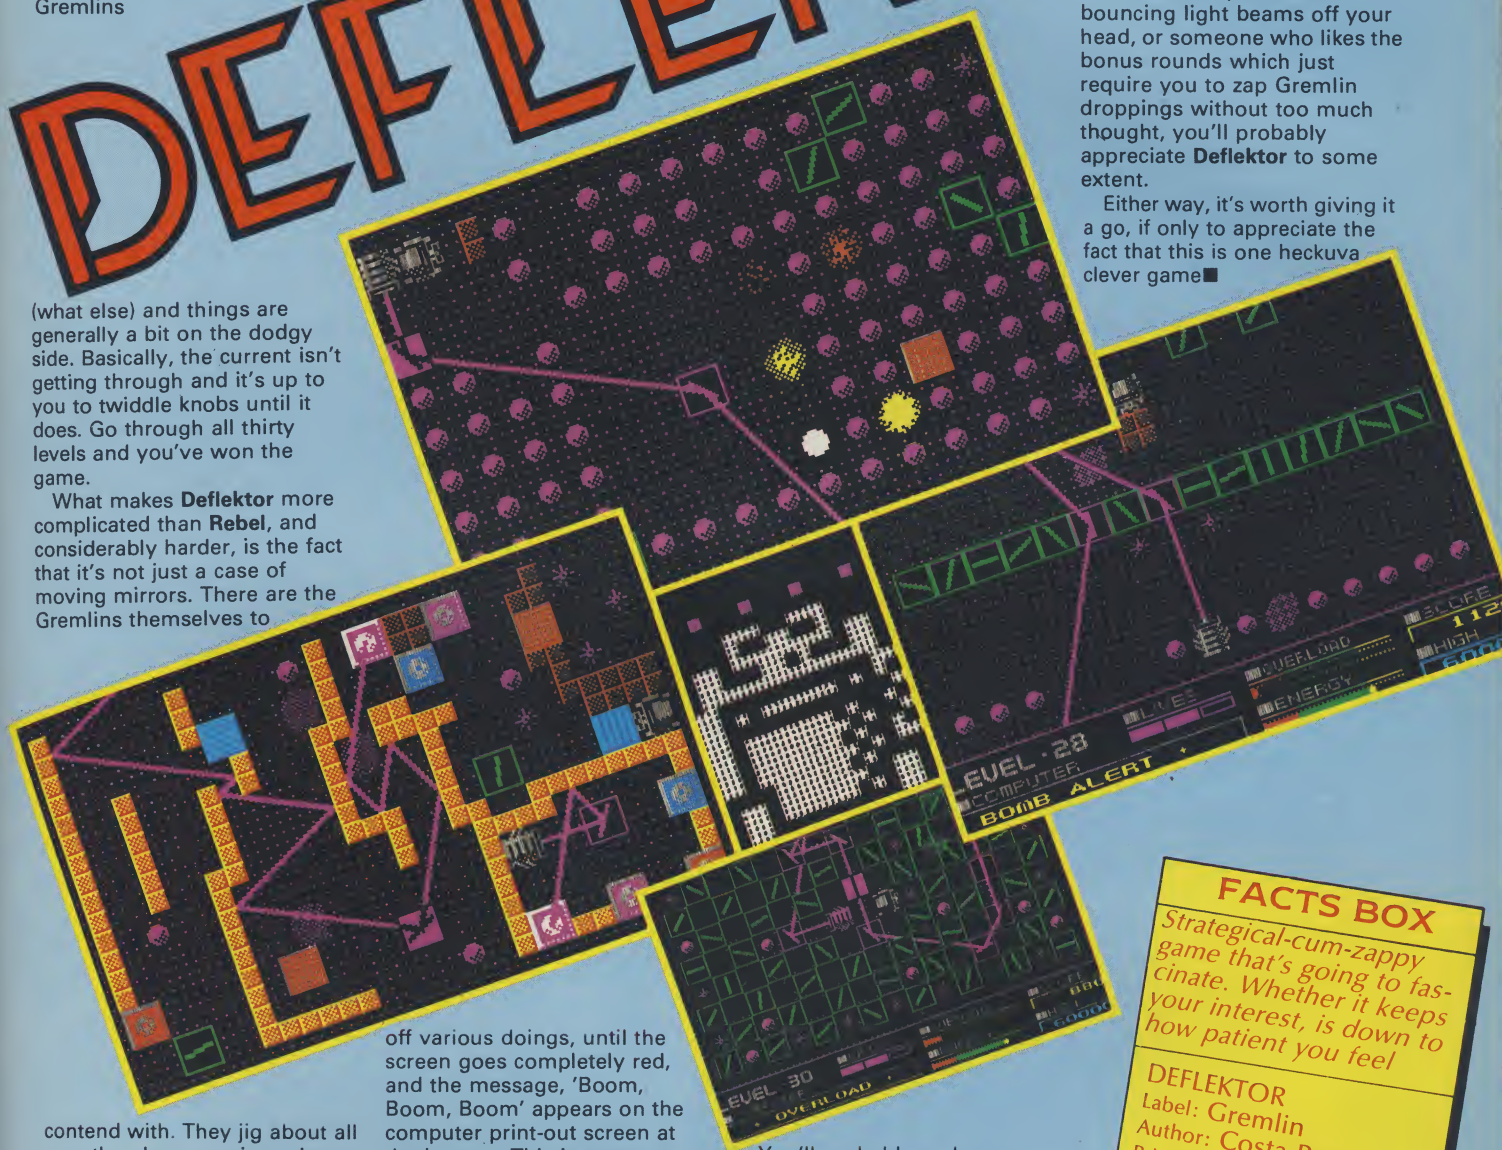 Gremlins
(what else) and things are
generally a bit on the dodgy
side. Basically, the current isn't
getting through and it's up to
you to twiddle knobs until it
does. Go through all thirty
levels and you've won the
game.
What makes Deflektor more
complicated than Rebel, and
considerably harder, is the fact
that it's not just a case of
moving mirrors. There are the
Gremlins themselves to
contend with. They jig about all
off various doings, until the
screen goes completely red,
and the message, 'Boom,
Boom, Boom' appears on the
computer print-out screen at
bouncing light beams off your
head, or someone who likes the
bonus rounds which just
require you to zap Gremlin
droppings without too much
thought, you'll probably
appreciate Deflektor to some
extent.
Either way, it's worth giving it
a go, if only to appreciate the
fact that this is one heckuva
clever game■
SCORE
112
HIGH
6000
OVERLOAD
ENERGY
LIVES
LEVEL.28
COMPUTER
BOMB ALERT
880
60000
LEVEL 30
OVERLOAD
FACTS BOX
Strategical-cum-zappy
game that's going to fas-
cinate. Whether it keeps
your interest, is down to
how patient you feel
DEFLEKTOR
Label: Gremlin
Author: Costa